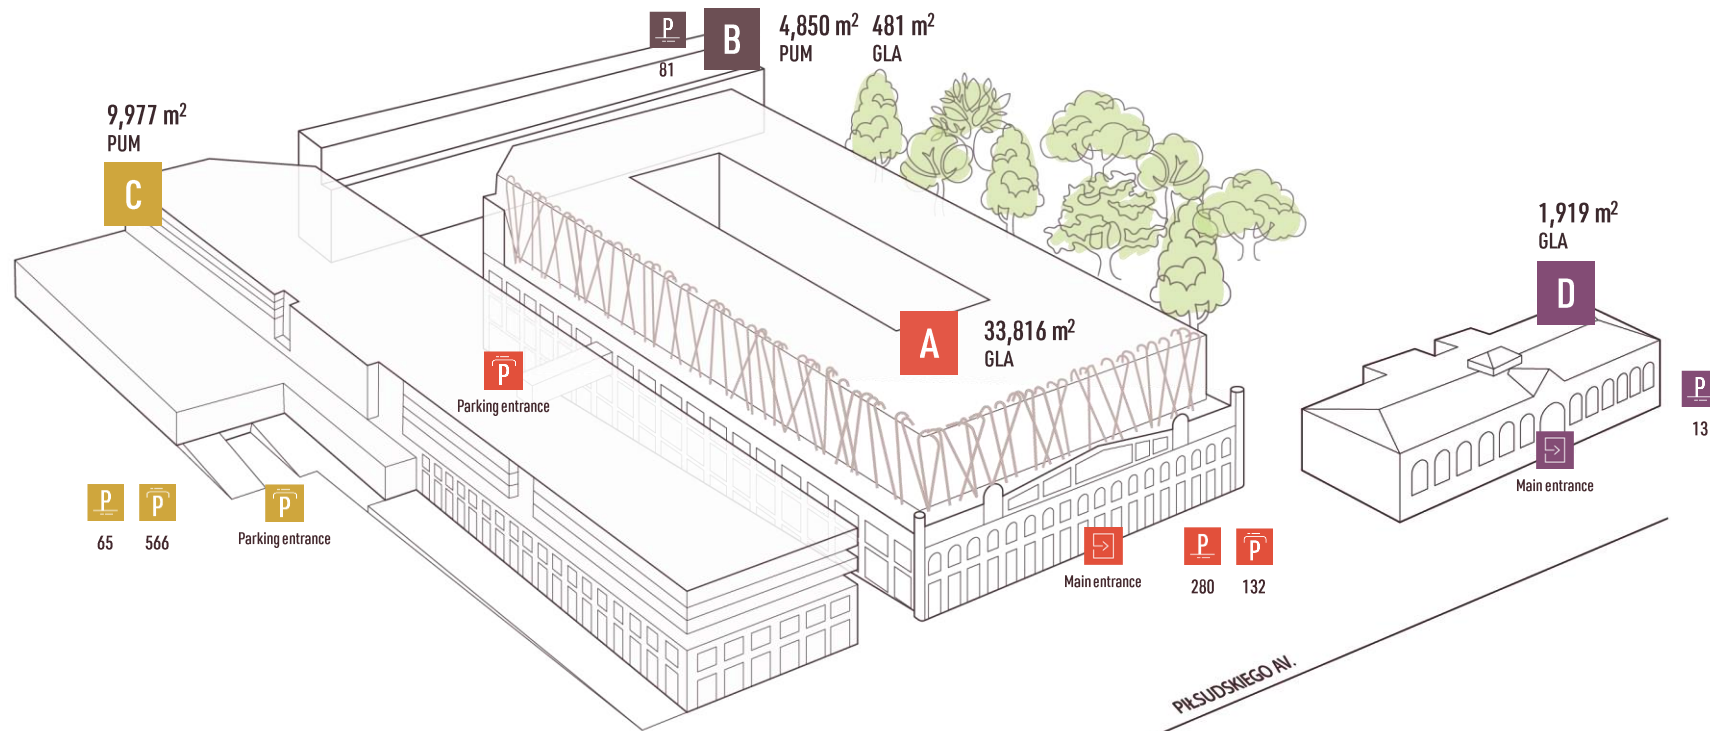 P
81
B
4,850 m² 481 m²
PUM GLA
9,977 m²
PUM
C
1,919 m²
GLA
D
A
33,816 m²
GLA
P
Parking entrance
P
13
Main entrance
P P P
65 566
Parking entrance
P P
Main entrance
280 132
PIŁSUDSKIEGO AV.